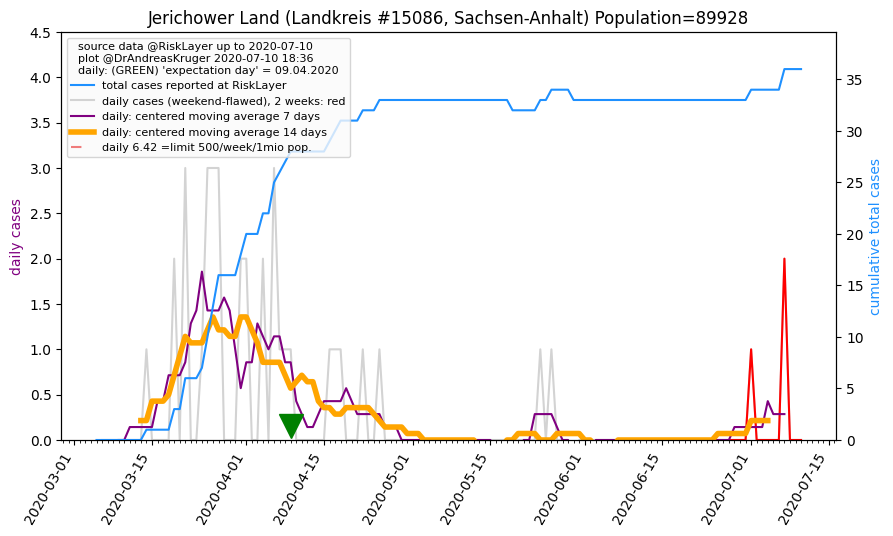 Jerichower Land (Landkreis #15086, Sachsen-Anhalt) Population=89928
source data @RiskLayer up to 2020-07-10
plot @DrAndreasKruger 2020-07-10 18:36
daily: (GREEN) 'expectation day' = 09.04.2020
total cases reported at RiskLayer
daily cases (weekend-flawed), 2 weeks: red
daily: centered moving average 7 days
daily: centered moving average 14 days
daily 6.42 =limit 500/week/1mio pop.
daily cases
4.5
4.0
3.5
3.0
2.5
2.0
1.5
1.0
0.5
0.0
cumulative total cases
35
30
25
20
15
10
5
0
2020-03-01
2020-03-15
2020-04-01
2020-04-15
2020-05-01
2020-05-15
2020-06-01
2020-06-15
2020-07-01
2020-07-15